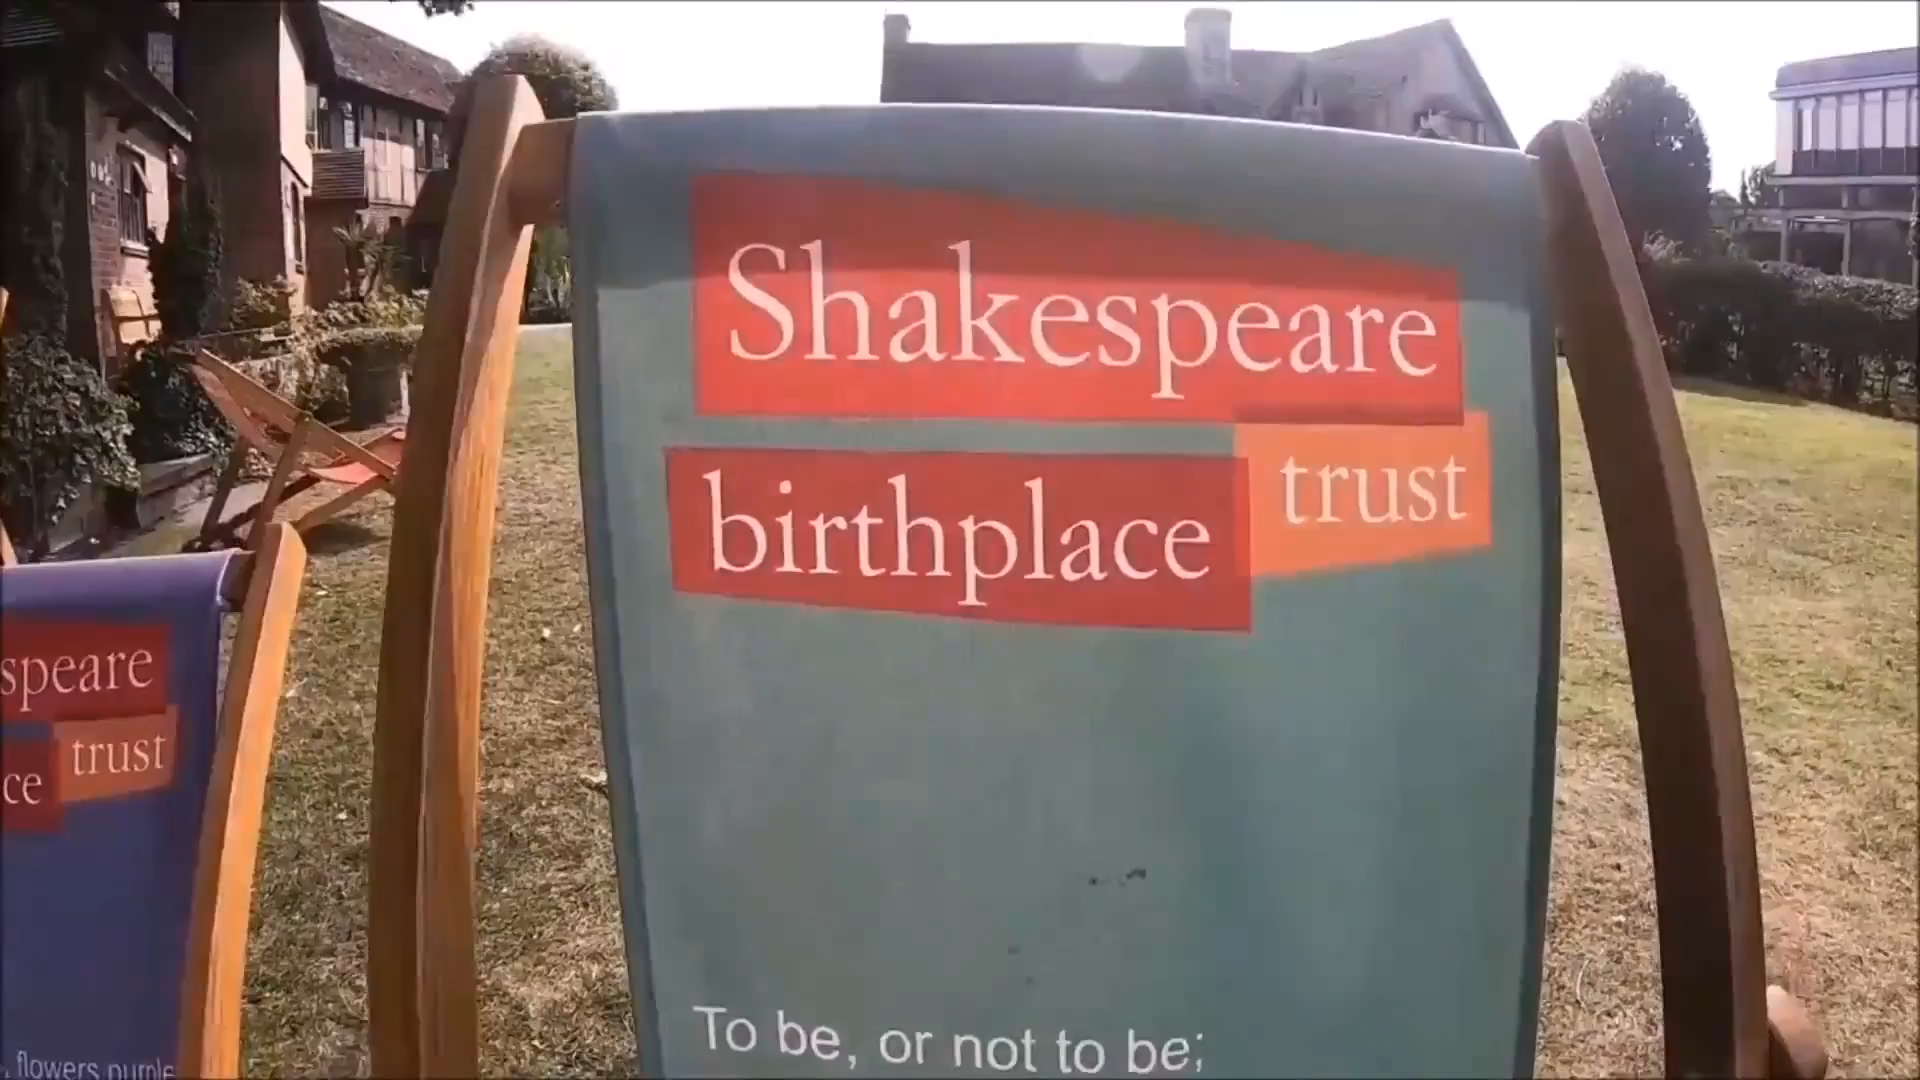 Shakespeare
birthplace trust
To be, or not to be;
speare
trust
ce
, flowers purple